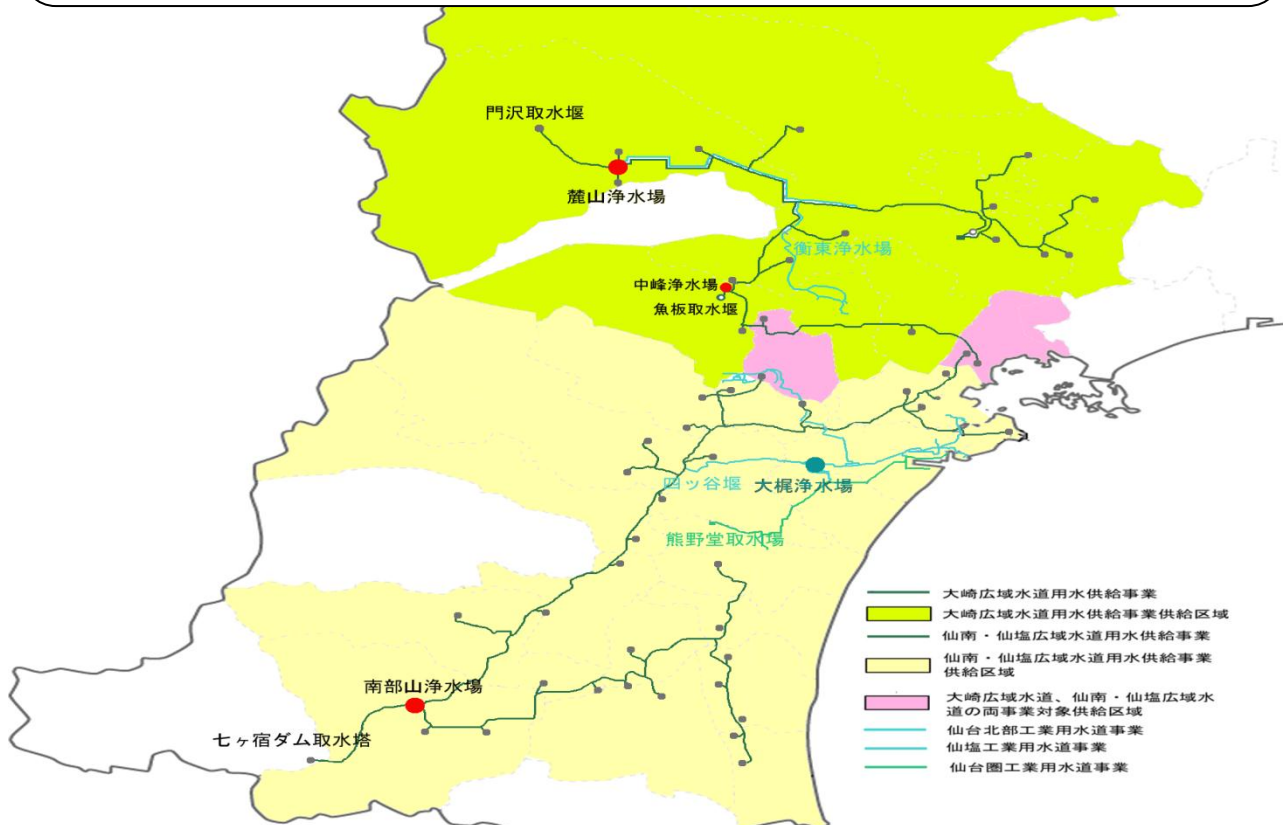 門沢取水堰
麓山浄水場
衡東浄水場
中峰浄水場
魚板取水堰
四ッ谷堰
大梶浄水場
熊野堂取水場
南部山浄水場
七ヶ宿ダム取水塔
大崎広域水道用水供給事業
大崎広域水道用水供給事業供給区域
仙南・仙塩広域水道用水供給事業
仙南・仙塩広域水道用水供給事業
供給区域
大崎広域水道、仙南・仙塩広域水
道の両事業対象供給区域
仙台北部工業用水道事業
仙塩工業用水道事業
仙台圏工業用水道事業